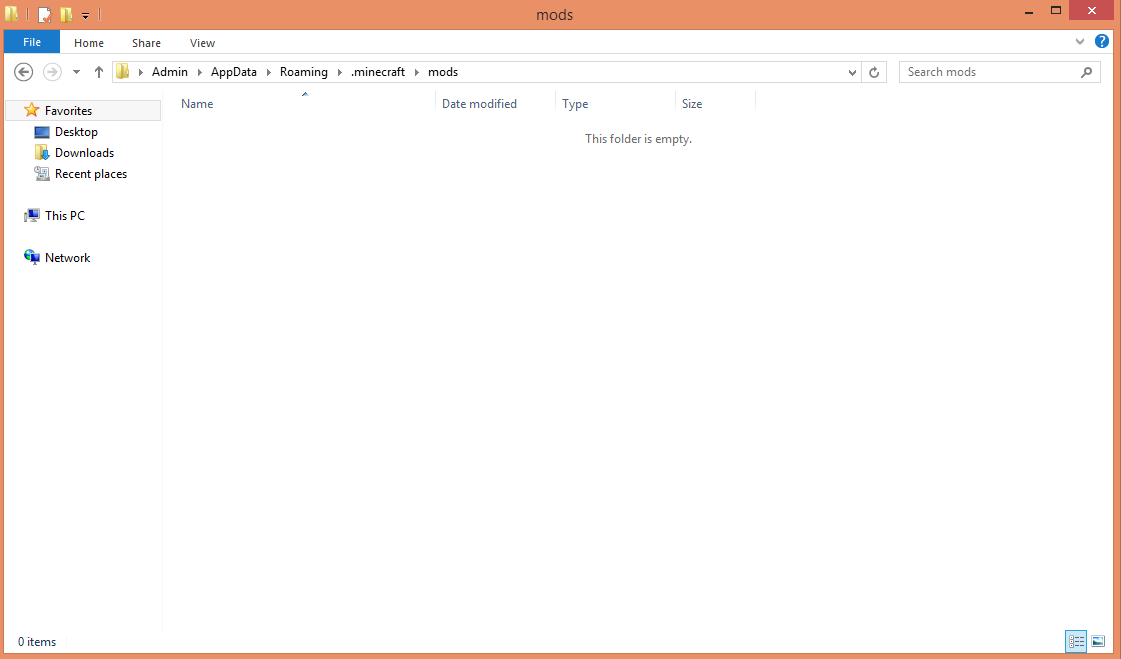 mods
File Home Share View
Admin AppData Roaming .minecraft mods Search mods
Favorites
Desktop
Downloads
Recent places
This PC
Network
Name Date modified Type Size
This folder is empty.
0 items